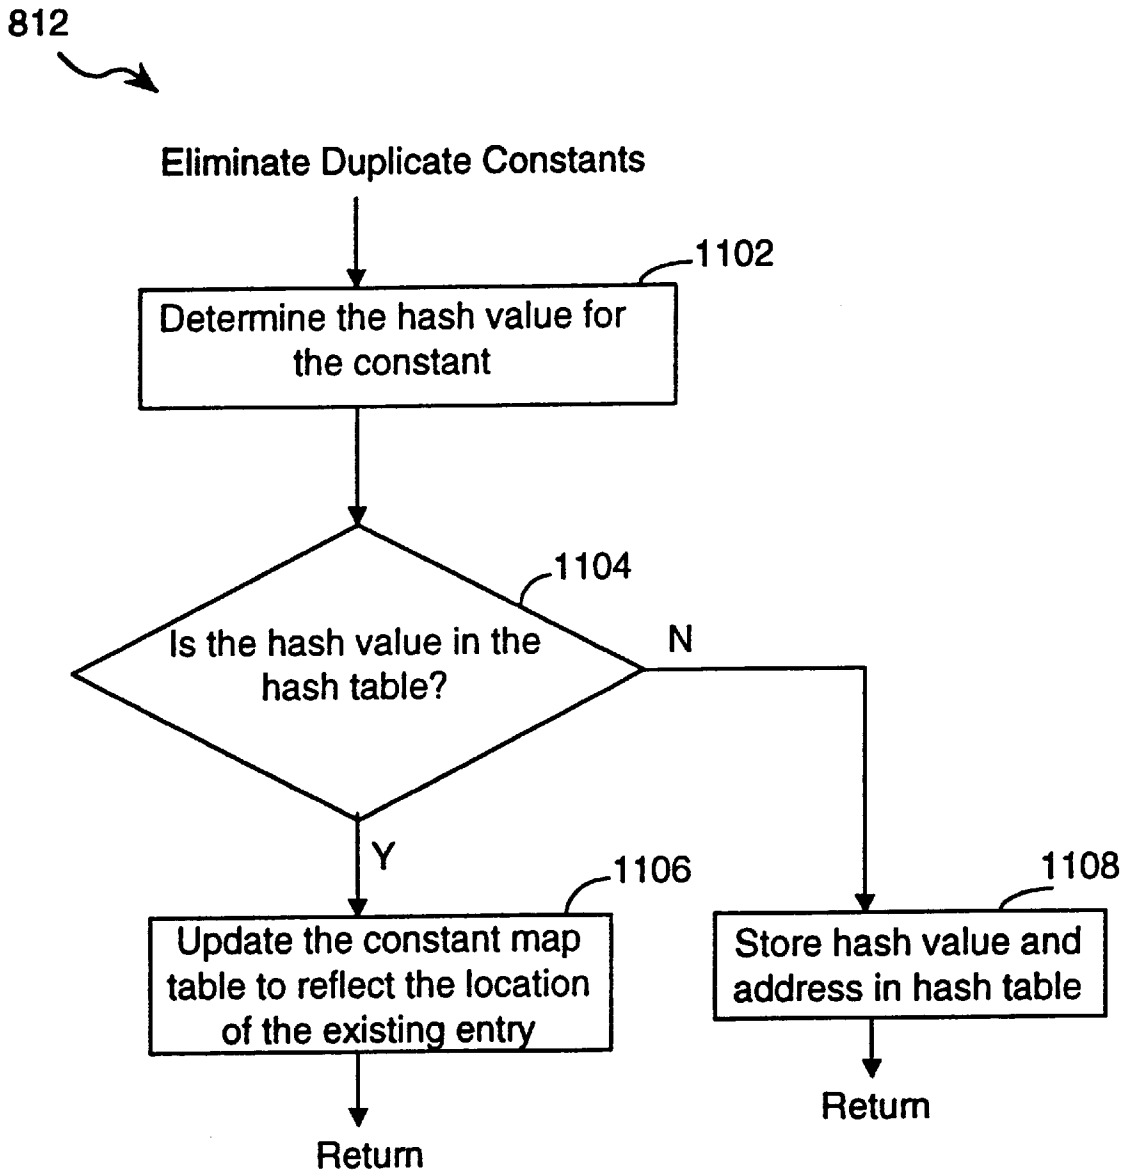 812
Eliminate Duplicate Constants
1102
Determine the hash value for
the constant
1104
Is the hash value in the
hash table?
N
Y
1106
Update the constant map
table to reflect the location
of the existing entry
1108
Store hash value and
address in hash table
Return
Return